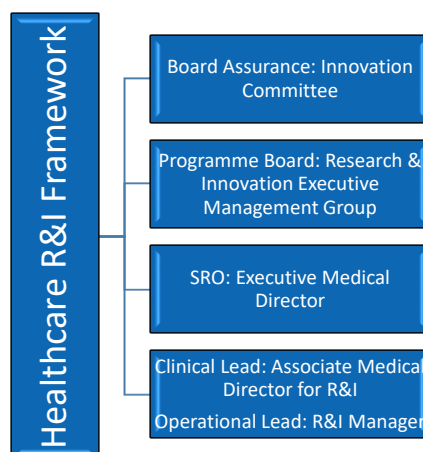 Healthcare R&I Framework
Board Assurance: Innovation
Committee
Programme Board: Research &
Innovation Executive
Management Group
SRO: Executive Medical
Director
Clinical Lead: Associate Medical
Director for R&I
Operational Lead: R&I Manager